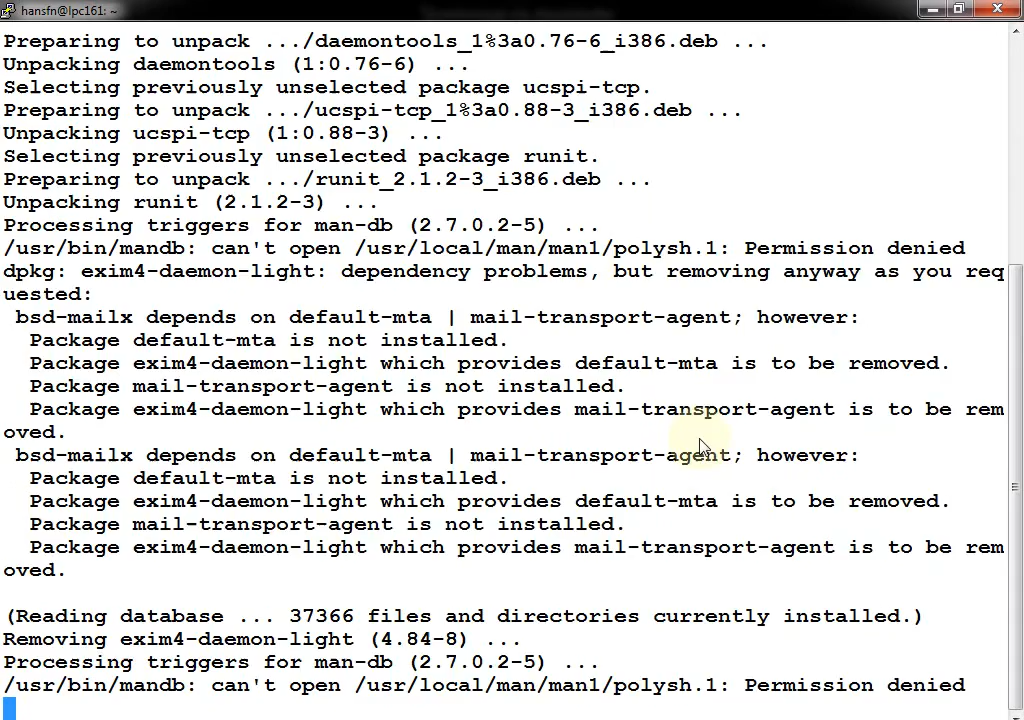 hansfn@lpc161: ~
Preparing to unpack .../daemontools_1%3a0.76-6_i386.deb ...
Unpacking daemontools (1:0.76-6) ...
Selecting previously unselected package ucspi-tcp.
Preparing to unpack .../ucspi-tcp_1%3a0.88-3_i386.deb ...
Unpacking ucspi-tcp (1:0.88-3) ...
Selecting previously unselected package runit.
Preparing to unpack .../runit_2.1.2-3_i386.deb ...
Unpacking runit (2.1.2-3) ...
Processing triggers for man-db (2.7.0.2-5) ...
/usr/bin/mandb: can't open /usr/local/man/man1/polysh.1: Permission denied
dpkg: exim4-daemon-light: dependency problems, but removing anyway as you req
uested:
 bsd-mailx depends on default-mta | mail-transport-agent; however:
  Package default-mta is not installed.
  Package exim4-daemon-light which provides default-mta is to be removed.
  Package mail-transport-agent is not installed.
  Package exim4-daemon-light which provides mail-transport-agent is to be rem
oved.
 bsd-mailx depends on default-mta | mail-transport-agent; however:
  Package default-mta is not installed.
  Package exim4-daemon-light which provides default-mta is to be removed.
  Package mail-transport-agent is not installed.
  Package exim4-daemon-light which provides mail-transport-agent is to be rem
oved.

(Reading database ... 37366 files and directories currently installed.)
Removing exim4-daemon-light (4.84-8) ...
Processing triggers for man-db (2.7.0.2-5) ...
/usr/bin/mandb: can't open /usr/local/man/man1/polysh.1: Permission denied